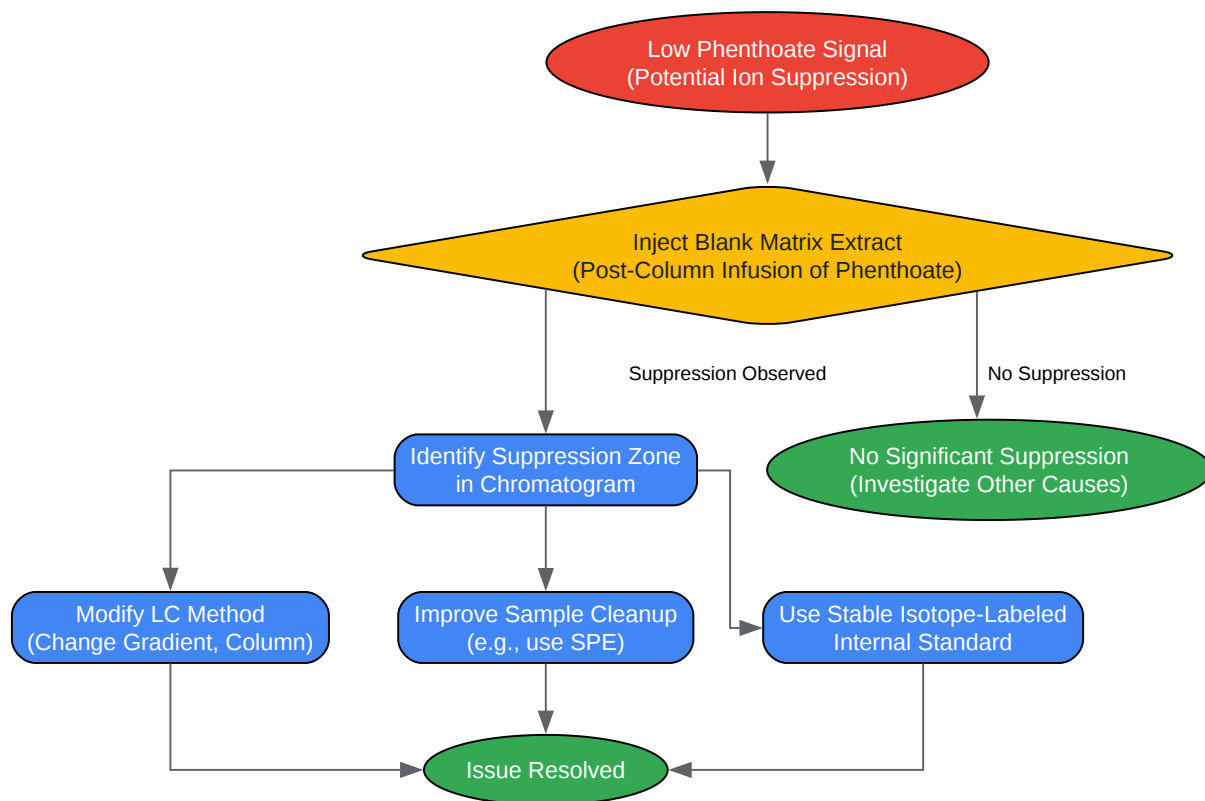 Low Phenthoate Signal
(Potential Ion Suppression)
Inject Blank Matrix Extract
(Post-Column Infusion of Phenthoate)
Suppression Observed
No Suppression
Identify Suppression Zone
in Chromatogram
No Significant Suppression
(Investigate Other Causes)
Modify LC Method
(Change Gradient, Column)
Improve Sample Cleanup
(e.g., use SPE)
Use Stable Isotope-Labeled
Internal Standard
Issue Resolved